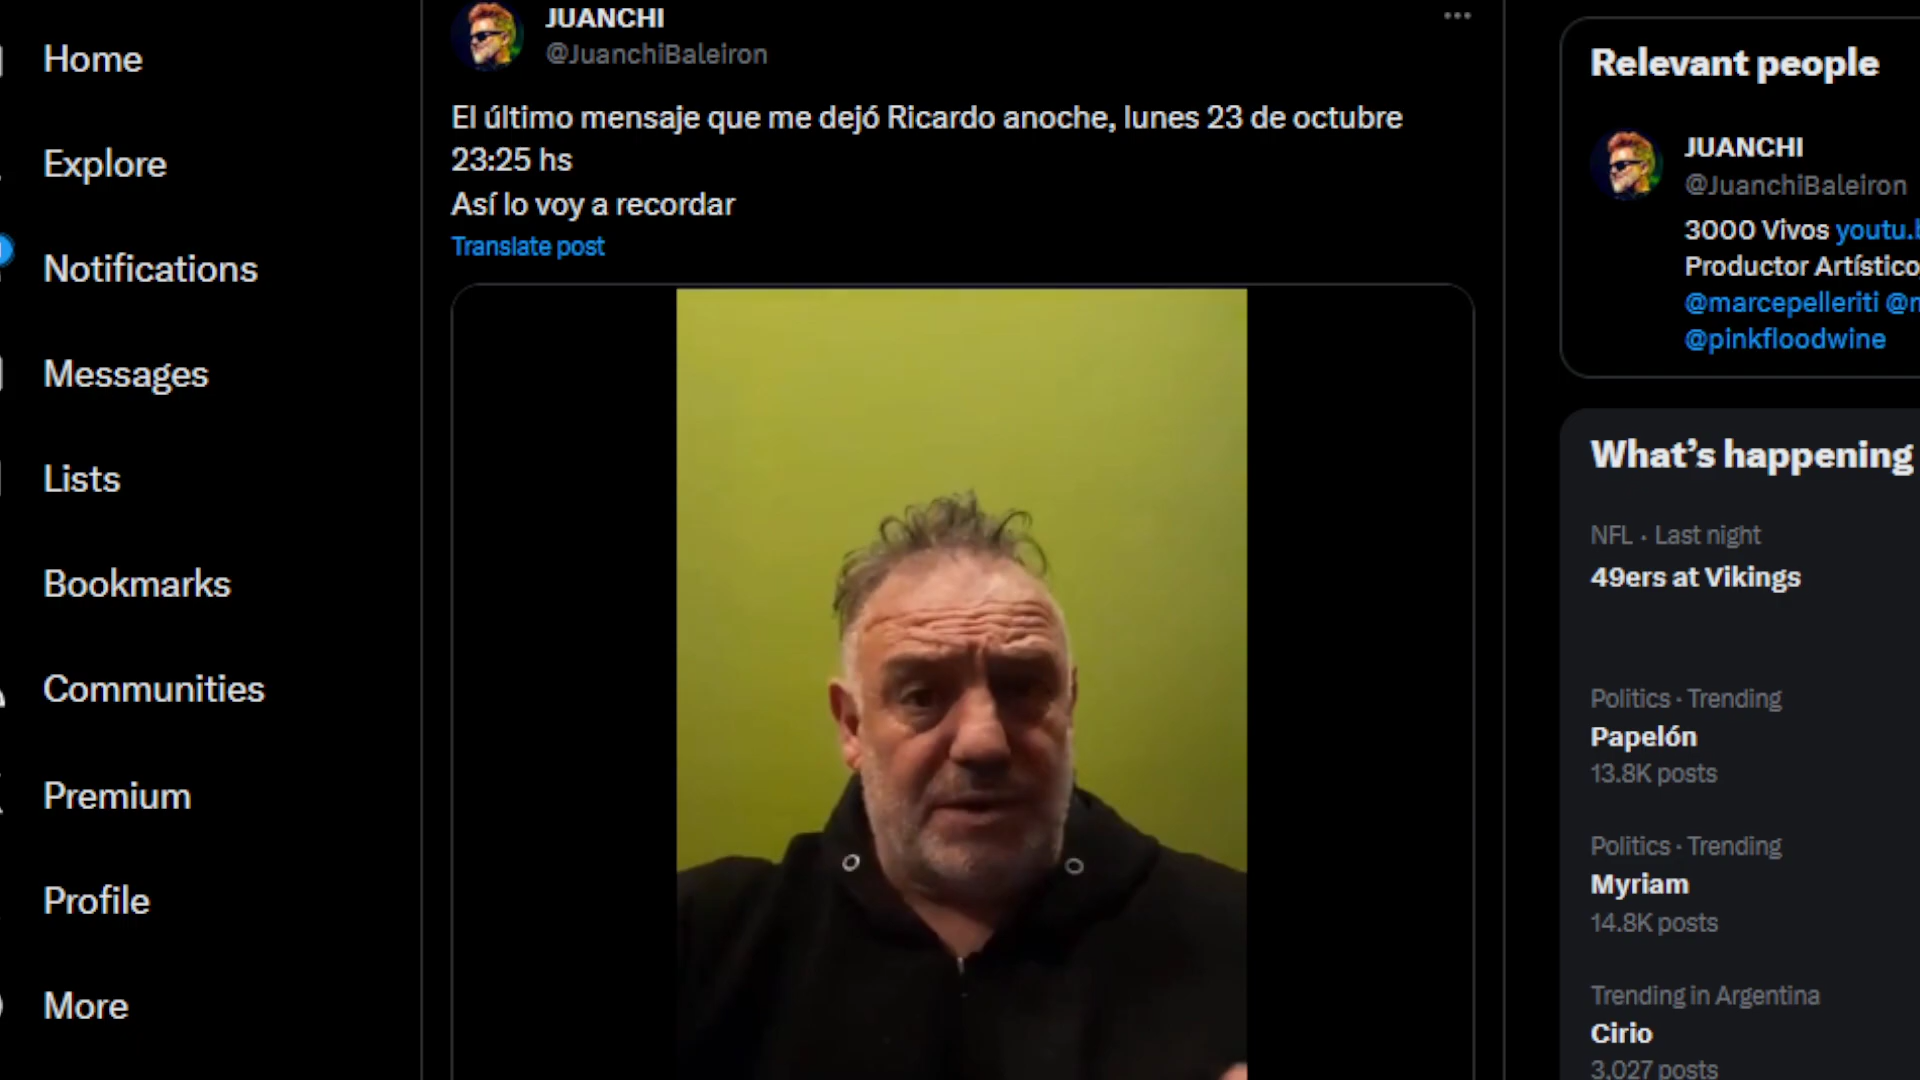 Home
Explore
Notifications
Messages
Lists
Bookmarks
Communities
Premium
Profile
More
JUANCHI
@JuanchiBaleiron
El último mensaje que me dejó Ricardo anoche, lunes 23 de octubre
23:25 hs
Así lo voy a recordar
Translate post
Relevant people
JUANCHI
@JuanchiBaleiron
3000 Vivos youtu.b
Productor Artístico
@marcepelleriti @m
@pinkfloodwine
What's happening
NFL · Last night
49ers at Vikings
Politics · Trending
Papelón
13.8K posts
Politics · Trending
Myriam
14.8K posts
Trending in Argentina
Cirio
3,027 posts